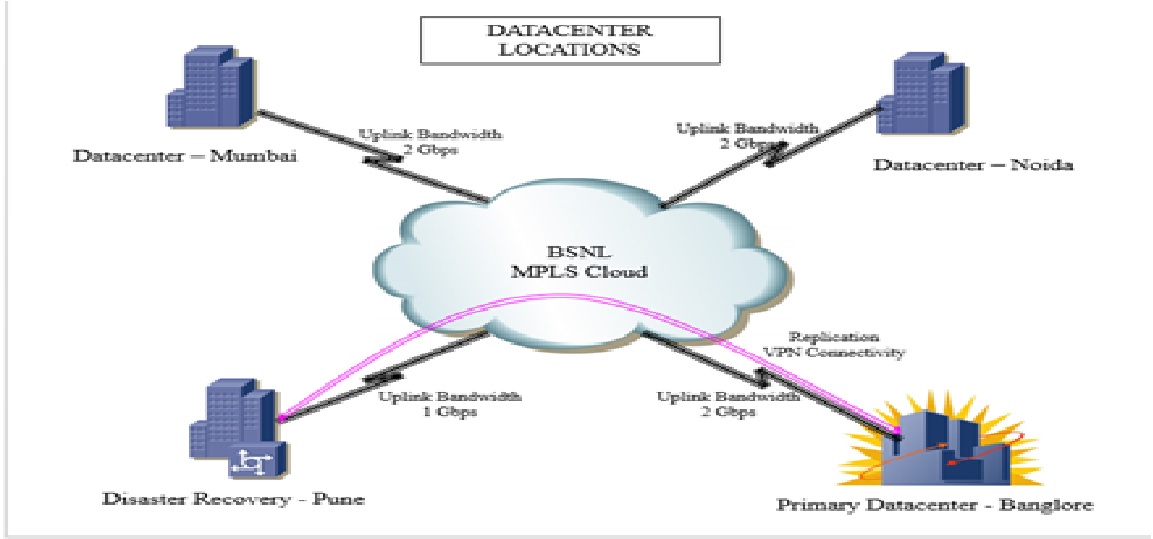 DATACENTER
LOCATIONS
Uplink Bandwidth
2 Gbps
Uplink Bandwidth
2 Gbps
Datacenter – Mumbai
Datacenter – Noida
BSNL
MPLS Cloud
Replication
VPN Connectivity
Uplink Bandwidth
1 Gbps
Uplink Bandwidth
2 Gbps
Disaster Recovery - Pune
Primary Datacenter - Banglore